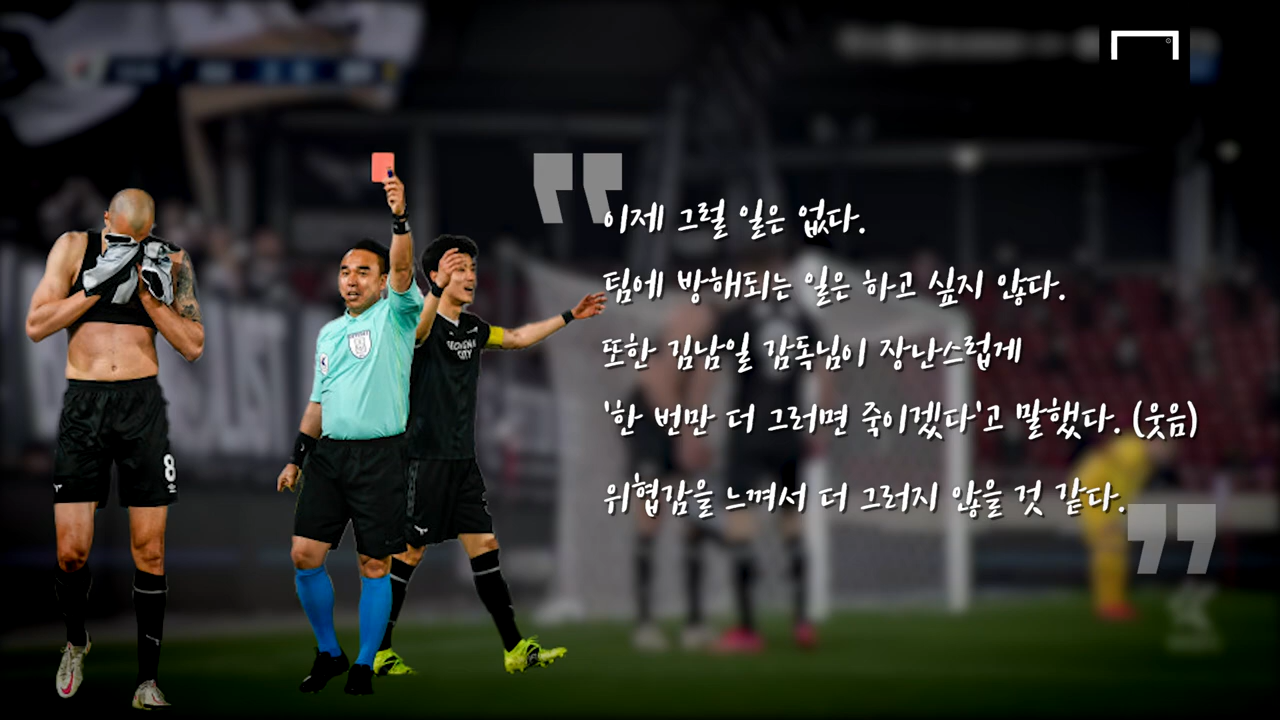 이제 그럴 일은 없다.
팀에 방해되는 일은 하고 싶지 않다.
또한 김남일 감독님이 장난스럽게
'한 번만 더 그러면 죽이겠다'고 말했다. (웃음)
위협감을 느껴서 더 그러지 않을 것 같다.
8
CITY